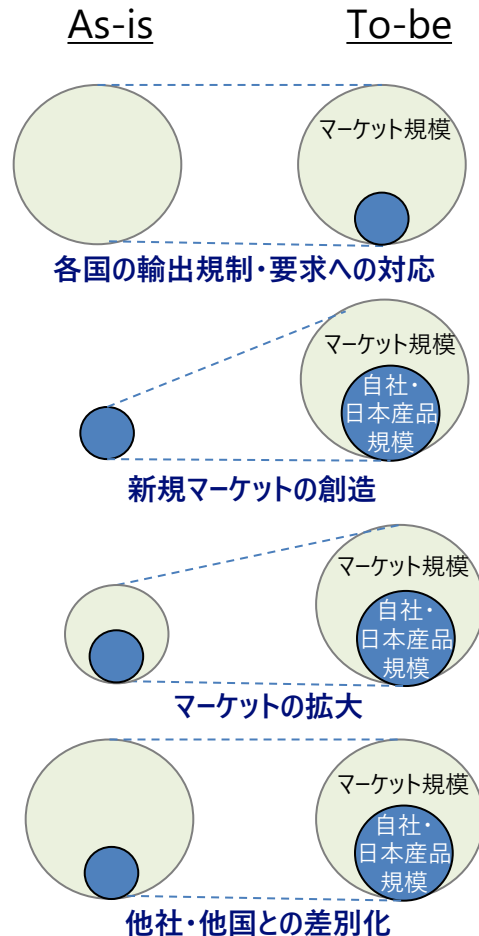 As-is
To-be
マーケット規模
各国の輸出規制・要求への対応
マーケット規模
自社・
日本産品
規模
新規マーケットの創造
マーケット規模
自社・
日本産品
規模
マーケットの拡大
マーケット規模
自社・
日本産品
規模
他社・他国との差別化